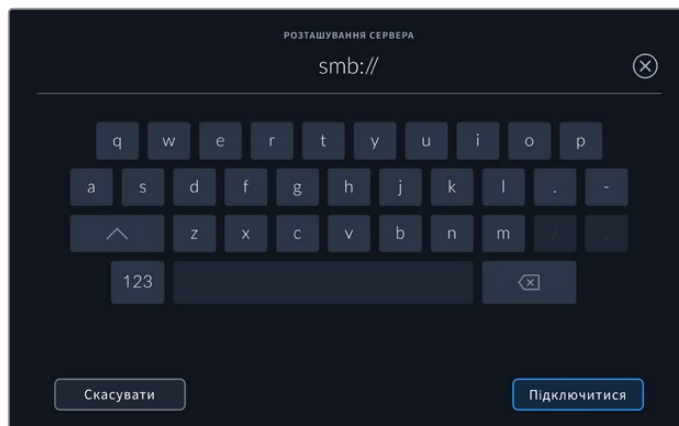 РОЗТАШУВАННЯ СЕРВЕРА
smb://
q w e r t y u i o p
a s d f g h j k l . -
z x c v b n m /
123
Скасувати Підключитися